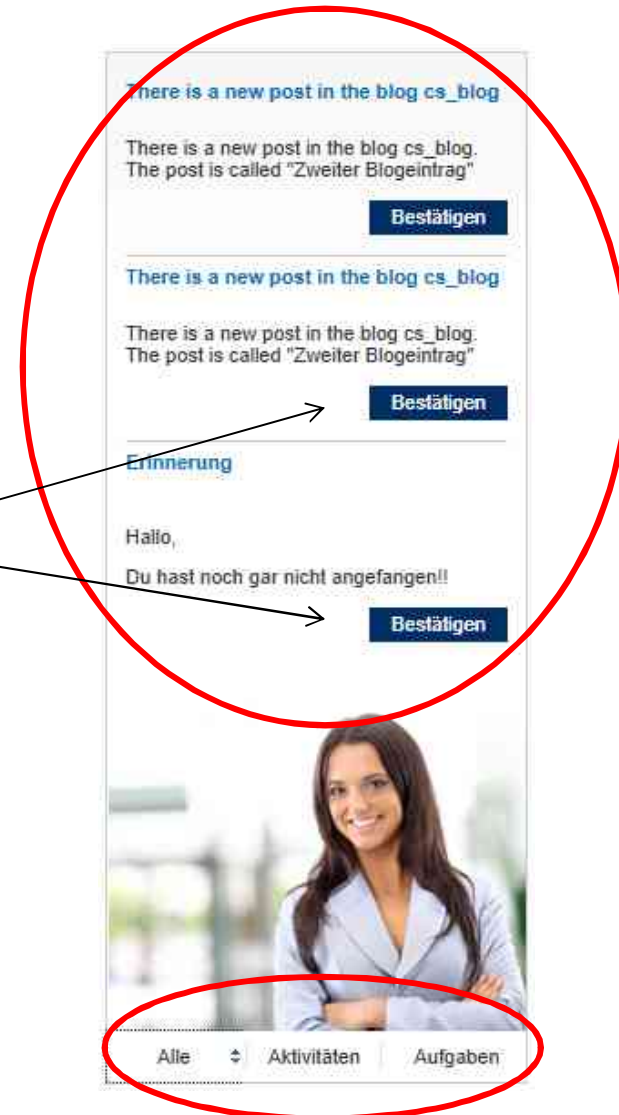 There is a new post in the blog cs_blog
There is a new post in the blog cs_blog.
The post is called "Zweiter Blogeintrag"
Bestätigen
There is a new post in the blog cs_blog
There is a new post in the blog cs_blog.
The post is called "Zweiter Blogeintrag"
Bestätigen
Erinnerung
Hallo,
Du hast noch gar nicht angefangen!!
Bestätigen
Alle Aktivitäten Aufgaben